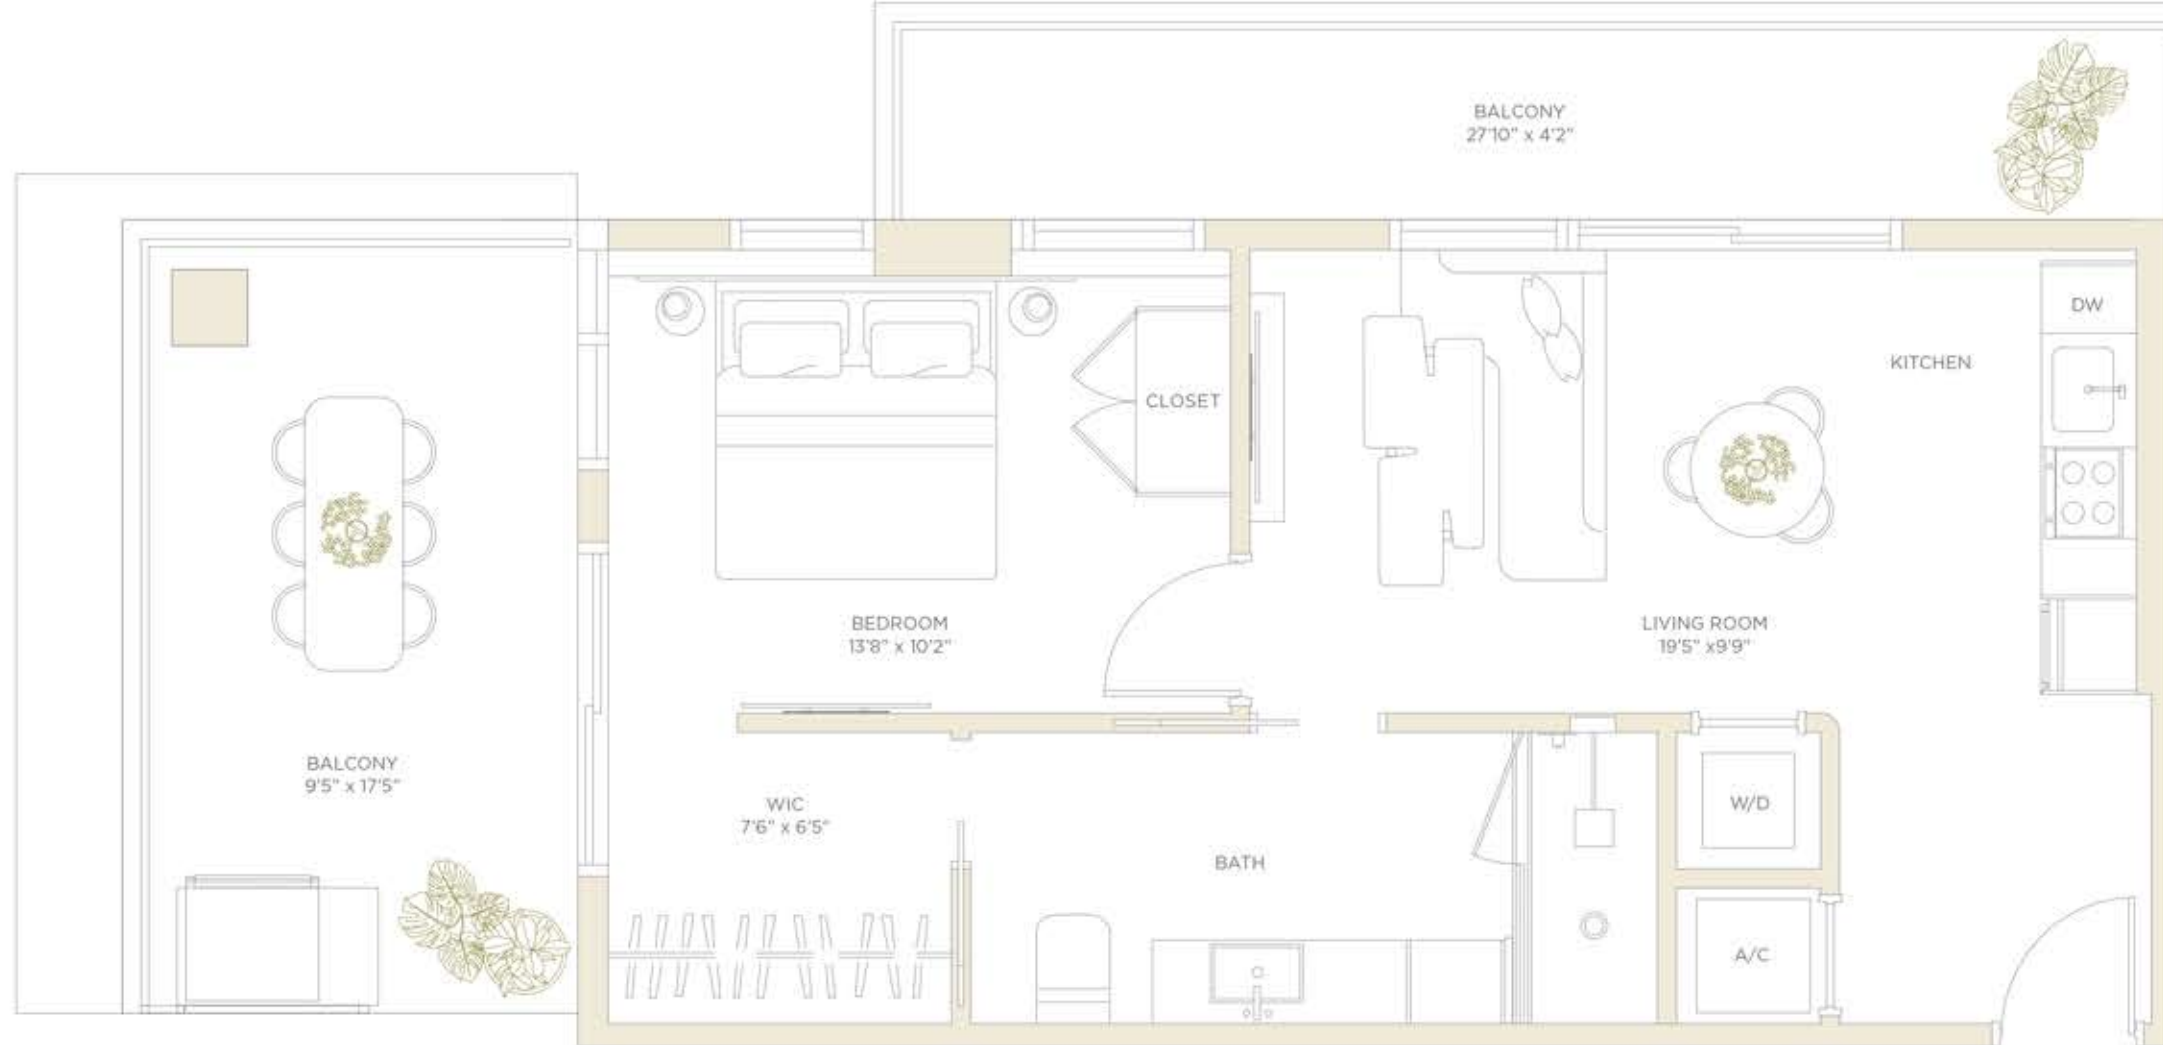 BALCONY
27'10" x 4'2"
DW
KITCHEN
CLOSET
BEDROOM
13'8" x 10'2"
LIVING ROOM
19'5" x9'9"
BALCONY
9'5" x 17'5"
WIC
7'6" x 6'5"
W/D
BATH
A/C